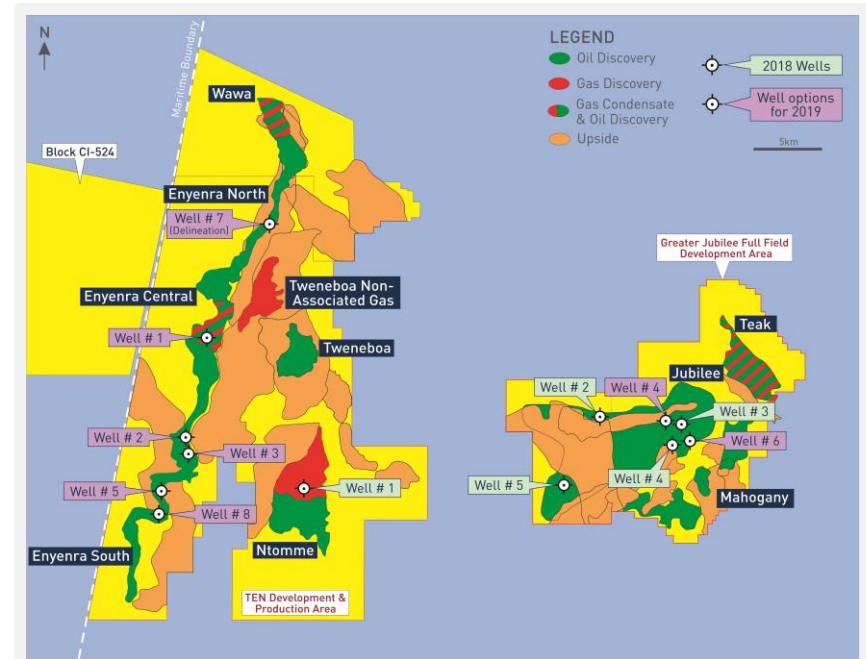 N
Maritime Boundary
LEGEND
Oil Discovery
Gas Discovery
Gas Condensate
& Oil Discovery
Upside
2018 Wells
Well options
for 2019
5km
Wawa
Block CI-524
Enyenra North
Well # 7
(Delineation)
Enyenra Central
Tweneboa Non-
Associated Gas
Well # 1
Tweneboa
Well # 2
Well # 3
Well # 5
Well # 1
Well # 8
Enyenra South
Ntomme
TEN Development &
Production Area
Greater Jubilee Full Field
Development Area
Teak
Jubilee
Well # 2
Well # 4
Well # 3
Well # 6
Well # 5
Well # 4
Mahogany